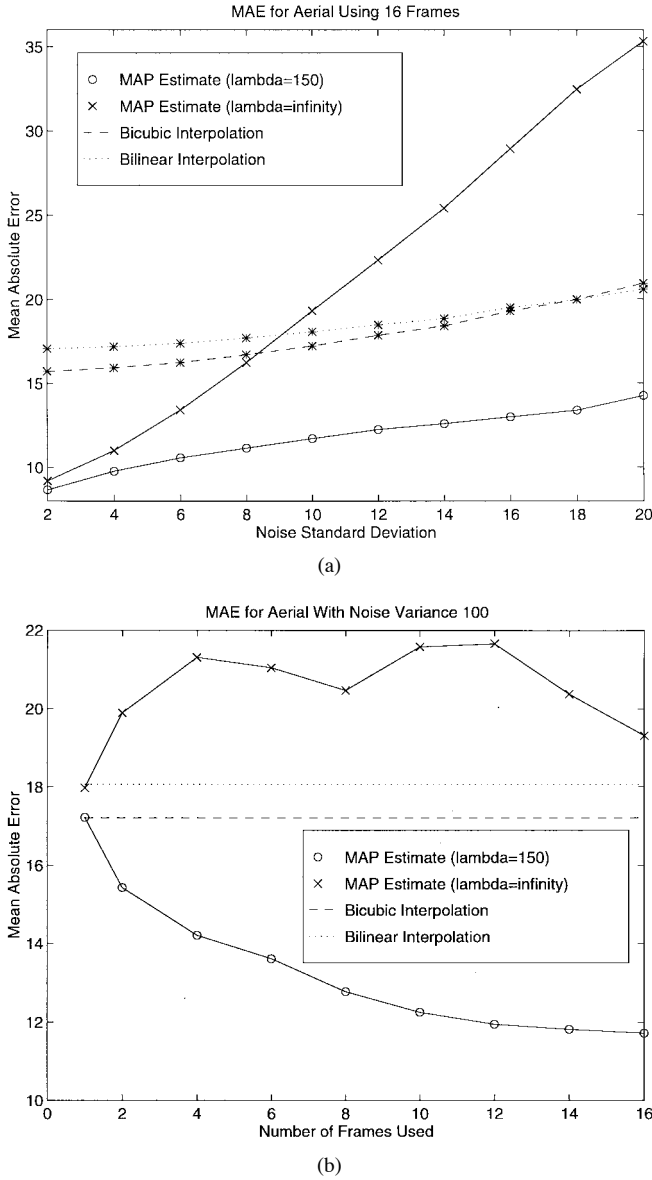 MAE for Aerial Using 16 Frames
35
30
25
20
15
10
Mean Absolute Error
MAP Estimate (lambda=150)
MAP Estimate (lambda=infinity)
Bicubic Interpolation
Bilinear Interpolation
2 4 6 8 10 12 14 16 18 20
Noise Standard Deviation
(a)
MAE for Aerial With Noise Variance 100
22
20
18
16
14
12
10
Mean Absolute Error
MAP Estimate (lambda=150)
MAP Estimate (lambda=infinity)
Bicubic Interpolation
Bilinear Interpolation
0 2 4 6 8 10 12 14 16
Number of Frames Used
(b)